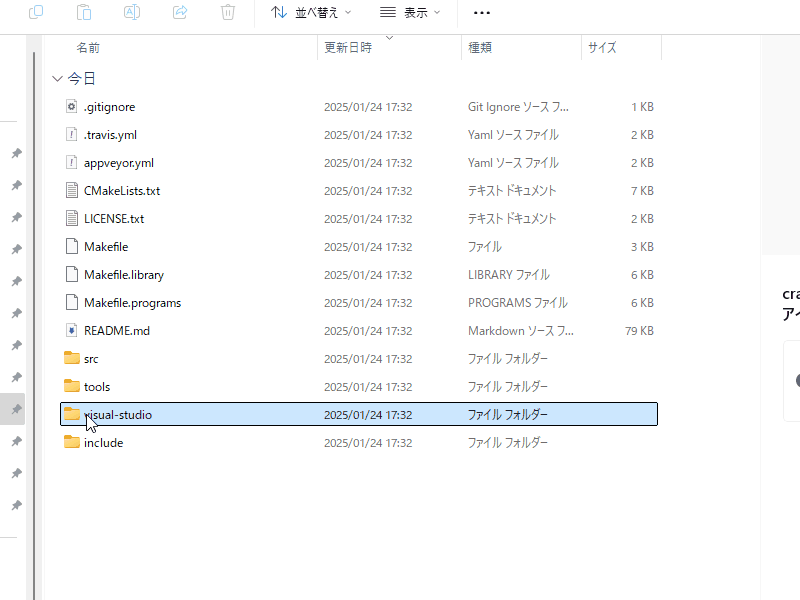 並べ替え 表示 •••
名前 更新日時 種類 サイズ
今日
.gitignore 2025/01/24 17:32 Git Ignore ソース フ... 1 KB
.travis.yml 2025/01/24 17:32 Yaml ソース ファイル 2 KB
appveyor.yml 2025/01/24 17:32 Yaml ソース ファイル 2 KB
CMakeLists.txt 2025/01/24 17:32 テキスト ドキュメント 7 KB
LICENSE.txt 2025/01/24 17:32 テキスト ドキュメント 2 KB
Makefile 2025/01/24 17:32 ファイル 3 KB
Makefile.library 2025/01/24 17:32 LIBRARY ファイル 6 KB
Makefile.programs 2025/01/24 17:32 PROGRAMS ファイル 6 KB
README.md 2025/01/24 17:32 Markdown ソース フ... 79 KB
src 2025/01/24 17:32 ファイル フォルダー
tools 2025/01/24 17:32 ファイル フォルダー
visual-studio 2025/01/24 17:32 ファイル フォルダー
include 2025/01/24 17:32 ファイル フォルダー